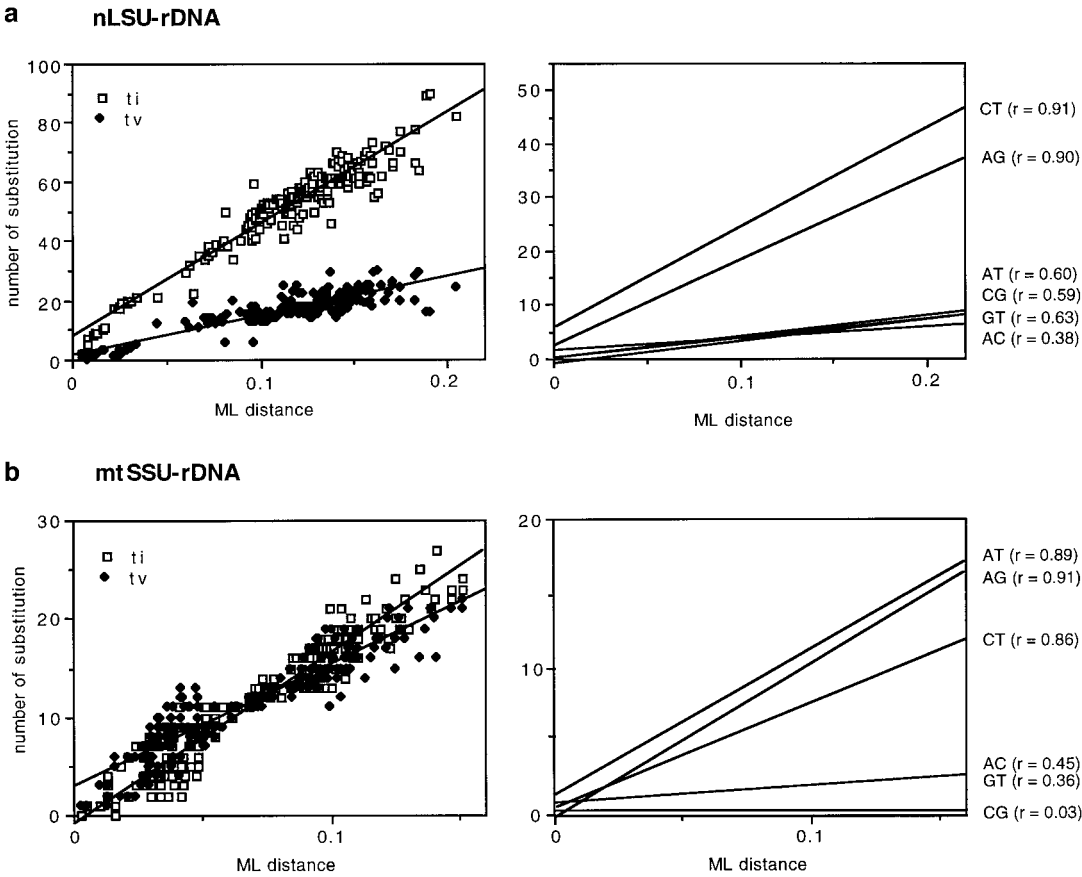 a
nLSU-rDNA
100
80
60
40
20
0
number of substitution
ti
tv
0
0.1
0.2
ML distance
50
40
30
20
10
0
0
0.1
0.2
ML distance
CT (r = 0.91)
AG (r = 0.90)
AT (r = 0.60)
CG (r = 0.59)
GT (r = 0.63)
AC (r = 0.38)
b
mtSSU-rDNA
30
20
10
0
number of substitution
ti
tv
0
0.1
ML distance
20
10
0
0
0.1
ML distance
AT (r = 0.89)
AG (r = 0.91)
CT (r = 0.86)
AC (r = 0.45)
GT (r = 0.36)
CG (r = 0.03)